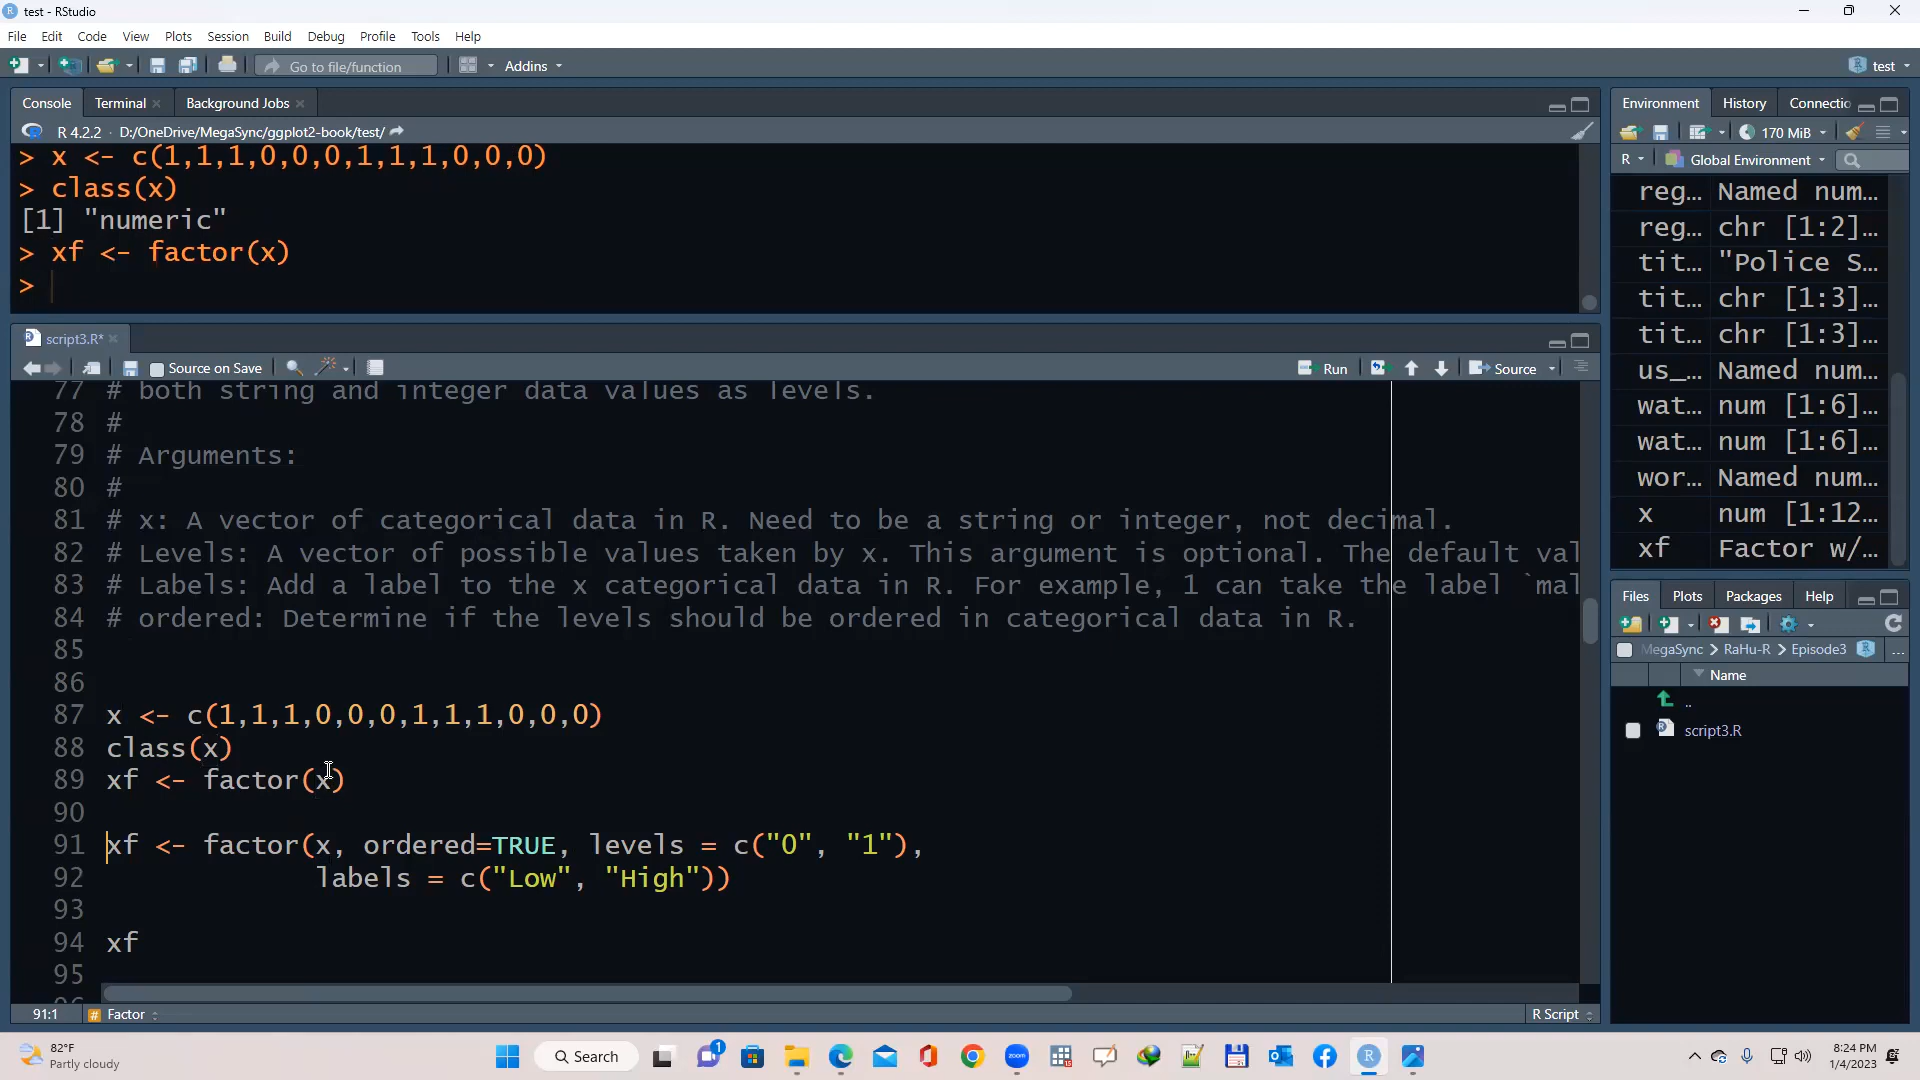 test - RStudio
File Edit Code View Plots Session Build Debug Profile Tools Help
Go to file/function Addins test
Console Terminal Background Jobs
R 4.2.2 · D:/OneDrive/MegaSync/ggplot2-book/test/
> x <- c(1,1,1,0,0,0,1,1,1,0,0,0)
> class(x)
[1] "numeric"
> xf <- factor(x)
>
script3.R*
Source on Save Run Source
77 # both string and integer data values as levels.
78 #
79 # Arguments:
80 #
81 # x: A vector of categorical data in R. Need to be a string or integer, not decimal.
82 # Levels: A vector of possible values taken by x. This argument is optional. The default val
83 # Labels: Add a label to the x categorical data in R. For example, 1 can take the label `mal
84 # ordered: Determine if the levels should be ordered in categorical data in R.
85
86
87 x <- c(1,1,1,0,0,0,1,1,1,0,0,0)
88 class(x)
89 xf <- factor(x)
90
91 xf <- factor(x, ordered=TRUE, levels = c("0", "1"),
92 labels = c("Low", "High"))
93
94 xf
95
91:1 # Factor R Script
Environment History Connectio
170 MiB
R Global Environment
reg... Named num...
reg... chr [1:2]...
tit... "Police S...
tit... chr [1:3]...
tit... chr [1:3]...
us_... Named num...
wat... num [1:6]...
wat... num [1:6]...
wor... Named num...
x num [1:12...
xf Factor w/...
Files Plots Packages Help
MegaSync RaHu-R Episode3 ...
Name
..
script3.R
82°F
Partly cloudy
Search
1
zoom
8:24 PM
1/4/2023